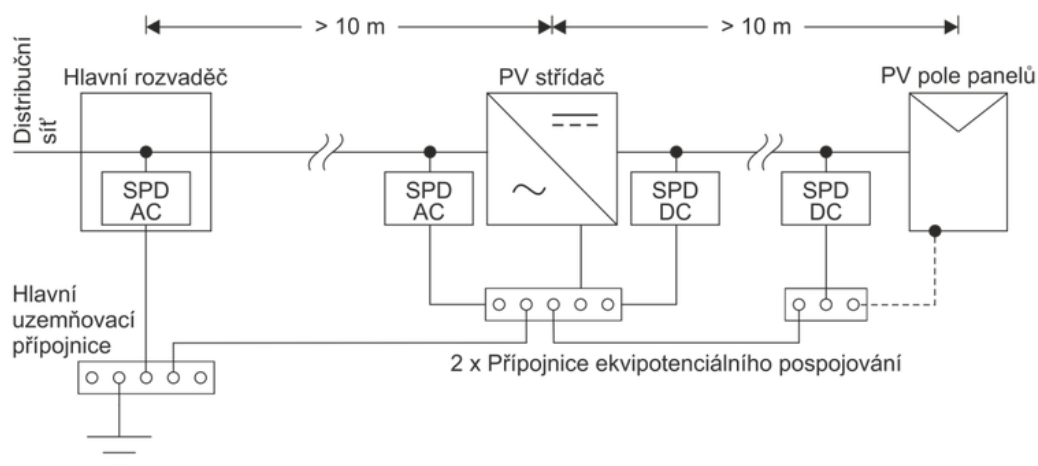 > 10 m
> 10 m
Distribuční
síť
Hlavní rozvaděč
PV střídač
PV pole panelů
SPD
AC
SPD
AC
SPD
DC
SPD
DC
Hlavní
uzemňovací
přípojnice
2 x Přípojnice ekvipotenciálního pospojování